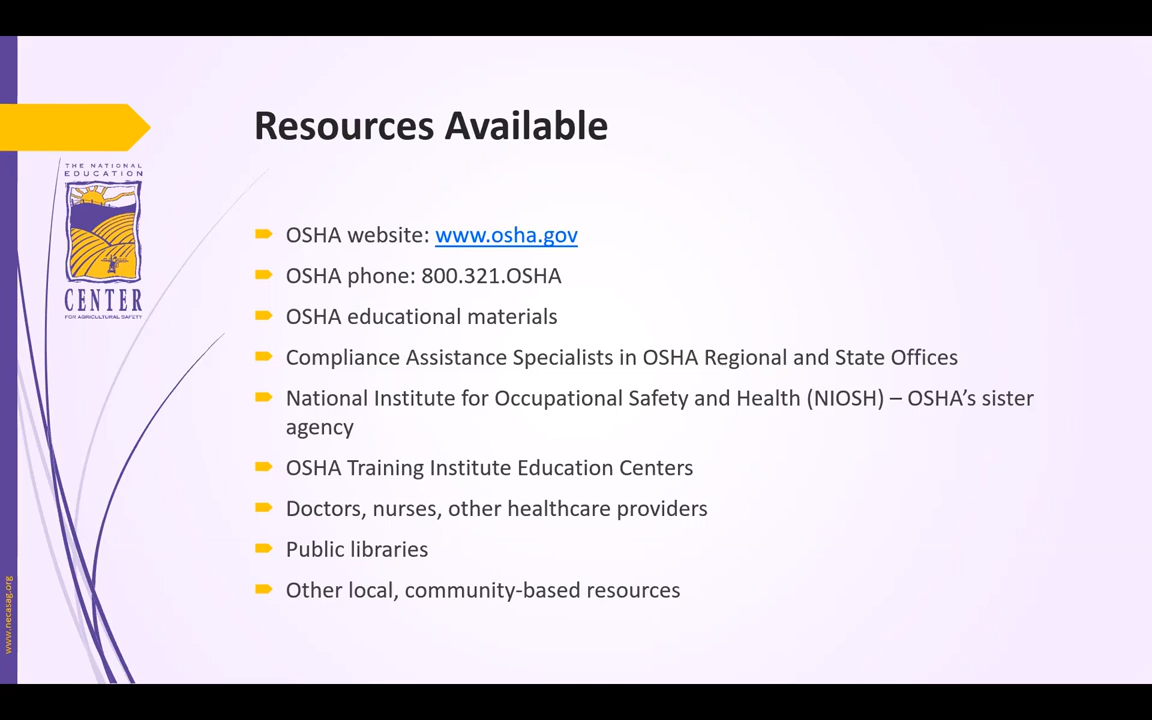 Resources Available
THE NATIONAL
EDUCATION
CENTER
FOR AGRICULTURAL SAFETY
OSHA website: www.osha.gov
OSHA phone: 800.321.OSHA
OSHA educational materials
Compliance Assistance Specialists in OSHA Regional and State Offices
National Institute for Occupational Safety and Health (NIOSH) – OSHA’s sister
agency
OSHA Training Institute Education Centers
Doctors, nurses, other healthcare providers
Public libraries
Other local, community-based resources
www.necasag.org